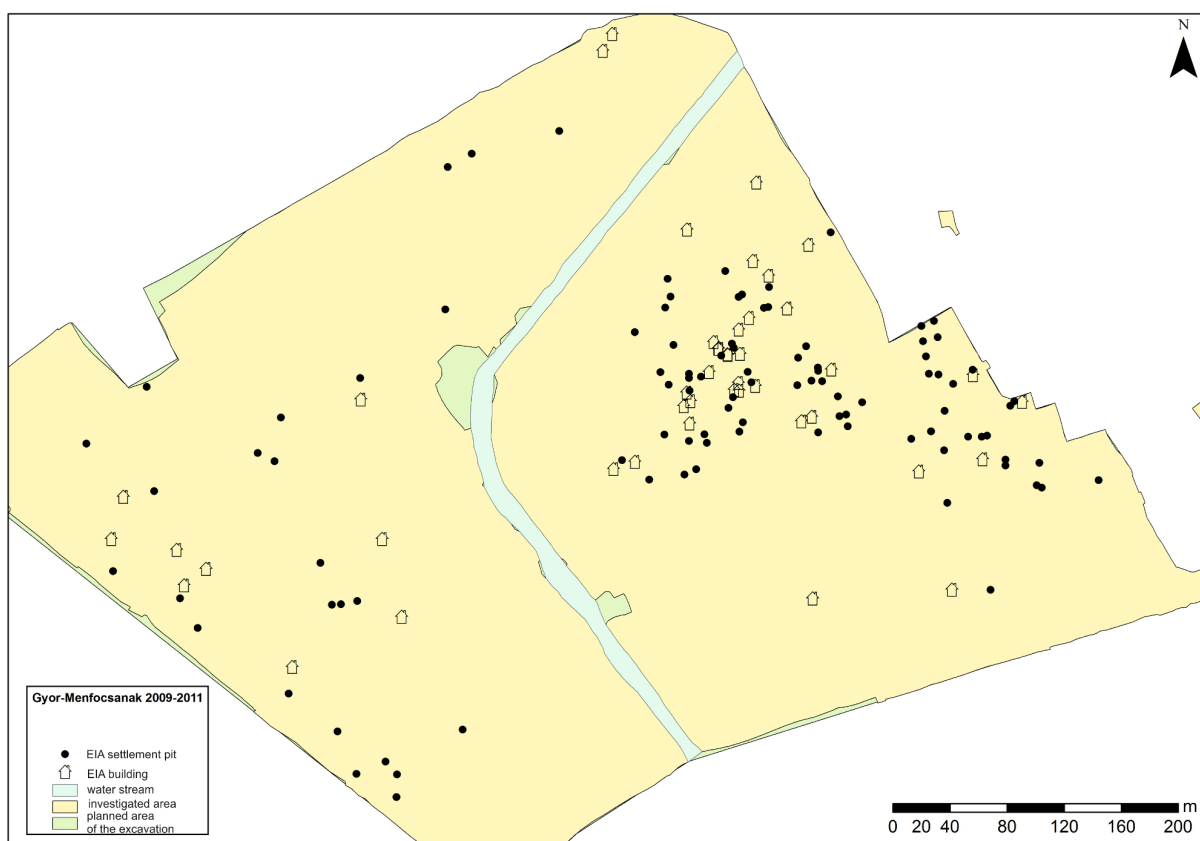 N
Gyor-Menfocsanak 2009-2011
EIA settlement pit
EIA building
water stream
investigated area
planned area
of the excavation
m
0 20 40 80 120 160 200